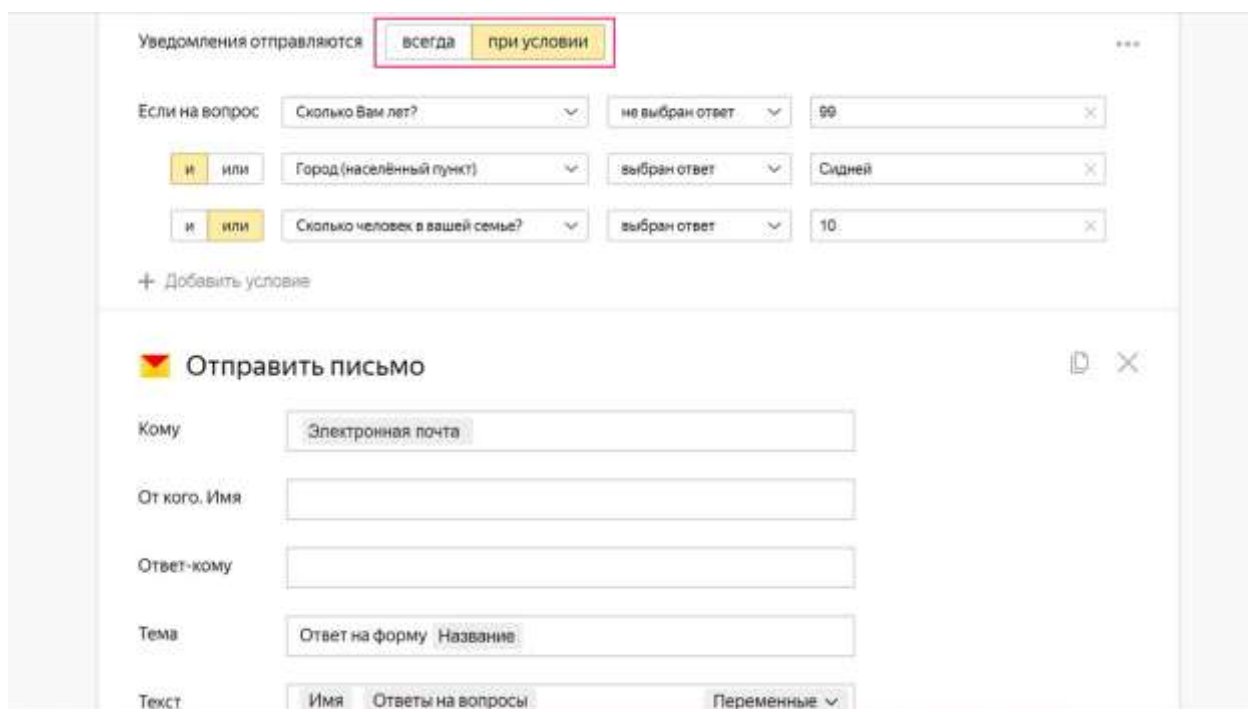 Уведомления отправляются всегда при условии
Если на вопрос Сколько Вам лет? не выбран ответ 99
и или Город (населённый пункт) выбран ответ Сидней
и или Сколько человек в вашей семье? выбран ответ 10
+ Добавить условие
Отправить письмо
Кому Электронная почта
От кого. Имя
Ответ-кому
Тема Ответ на форму Название
Текст Имя Ответы на вопросы Переменные